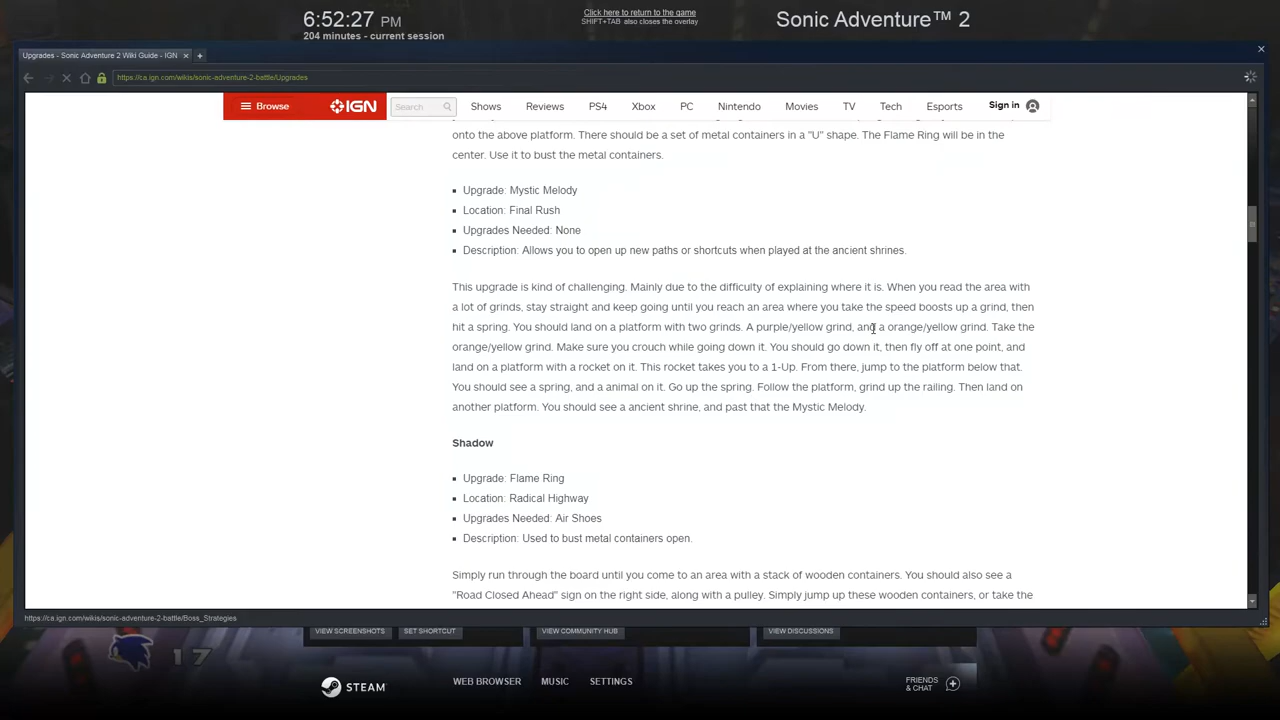 6:52:27 PM
204 minutes - current session
Click here to return to the game
SHIFT+TAB also closes the overlay
Sonic Adventure™ 2
Upgrades - Sonic Adventure 2 Wiki Guide - IGN
https://ca.ign.com/wikis/sonic-adventure-2-battle/Upgrades
Browse
IGN
Search
Shows
Reviews
PS4
Xbox
PC
Nintendo
Movies
TV
Tech
Esports
Sign in
onto the above platform. There should be a set of metal containers in a "U" shape. The Flame Ring will be in the
center. Use it to bust the metal containers.
Upgrade: Mystic Melody
Location: Final Rush
Upgrades Needed: None
Description: Allows you to open up new paths or shortcuts when played at the ancient shrines.
This upgrade is kind of challenging. Mainly due to the difficulty of explaining where it is. When you read the area with
a lot of grinds, stay straight and keep going until you reach an area where you take the speed boosts up a grind, then
hit a spring. You should land on a platform with two grinds. A purple/yellow grind, and a orange/yellow grind. Take the
orange/yellow grind. Make sure you crouch while going down it. You should go down it, then fly off at one point, and
land on a platform with a rocket on it. This rocket takes you to a 1-Up. From there, jump to the platform below that.
You should see a spring, and a animal on it. Go up the spring. Follow the platform, grind up the railing. Then land on
another platform. You should see a ancient shrine, and past that the Mystic Melody.
Shadow
Upgrade: Flame Ring
Location: Radical Highway
Upgrades Needed: Air Shoes
Description: Used to bust metal containers open.
Simply run through the board until you come to an area with a stack of wooden containers. You should also see a
"Road Closed Ahead" sign on the right side, along with a pulley. Simply jump up these wooden containers, or take the
https://ca.ign.com/wikis/sonic-adventure-2-battle/Boss_Strategies
VIEW SCREENSHOTS
SET SHORTCUT
VIEW COMMUNITY HUB
VIEW DISCUSSIONS
17
STEAM
WEB BROWSER
MUSIC
SETTINGS
FRIENDS
& CHAT